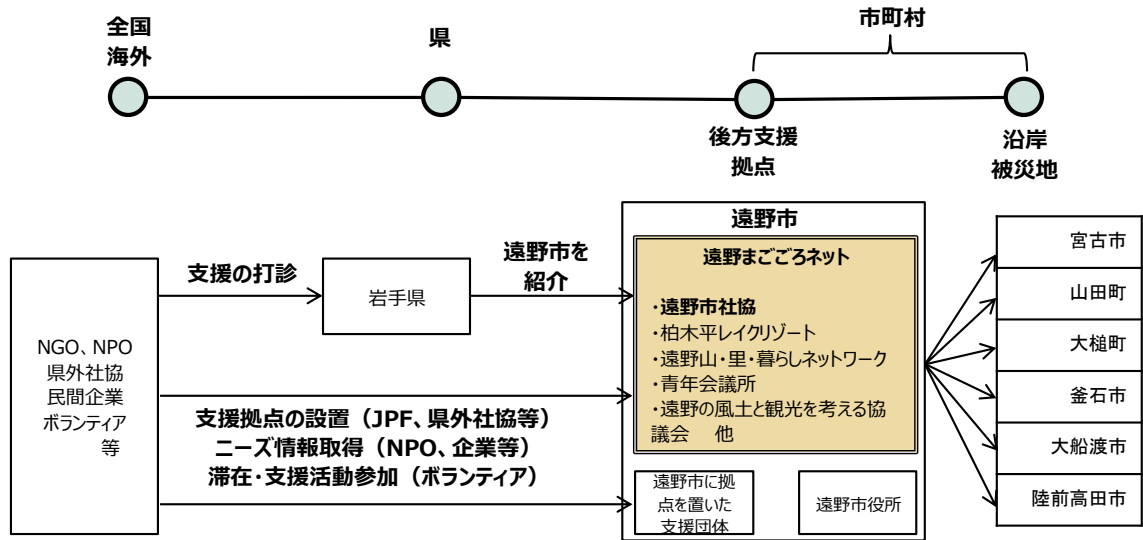 全国
海外
県
市町村
後方支援
拠点
沿岸
被災地
NGO、NPO
県外社協
民間企業
ボランティア
等
支援の打診
岩手県
遠野市を
紹介
支援拠点の設置（JPF、県外社協等）
ニーズ情報取得（NPO、企業等）
滞在・支援活動参加（ボランティア）
遠野市
遠野まごころネット
・遠野市社協
・柏木平レイクリゾート
・遠野山・里・暮らしネットワーク
・青年会議所
・遠野の風土と観光を考える協
議会　他
遠野市に拠
点を置いた
支援団体
遠野市役所
宮古市
山田町
大槌町
釜石市
大船渡市
陸前高田市